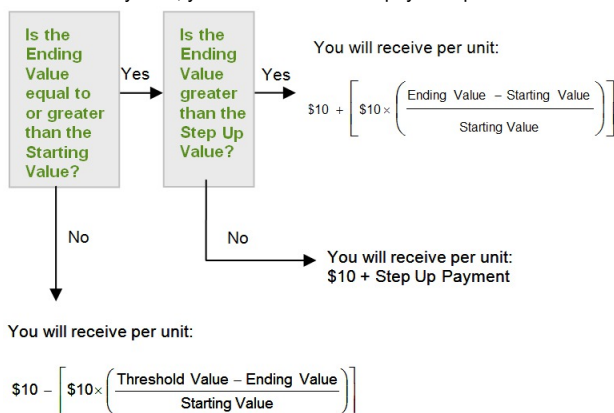 Is the
Ending
Value
equal to
or greater
than the
Starting
Value?
Yes
Is the
Ending
Value
greater
than the
Step Up
Value?
Yes
You will receive per unit:
$10 + [ $10 × ( Ending Value – Starting Value
Starting Value ) ]
No
No
You will receive per unit:
$10 + Step Up Payment
You will receive per unit:
$10 – [ $10× ( Threshold Value – Ending Value
Starting Value ) ]